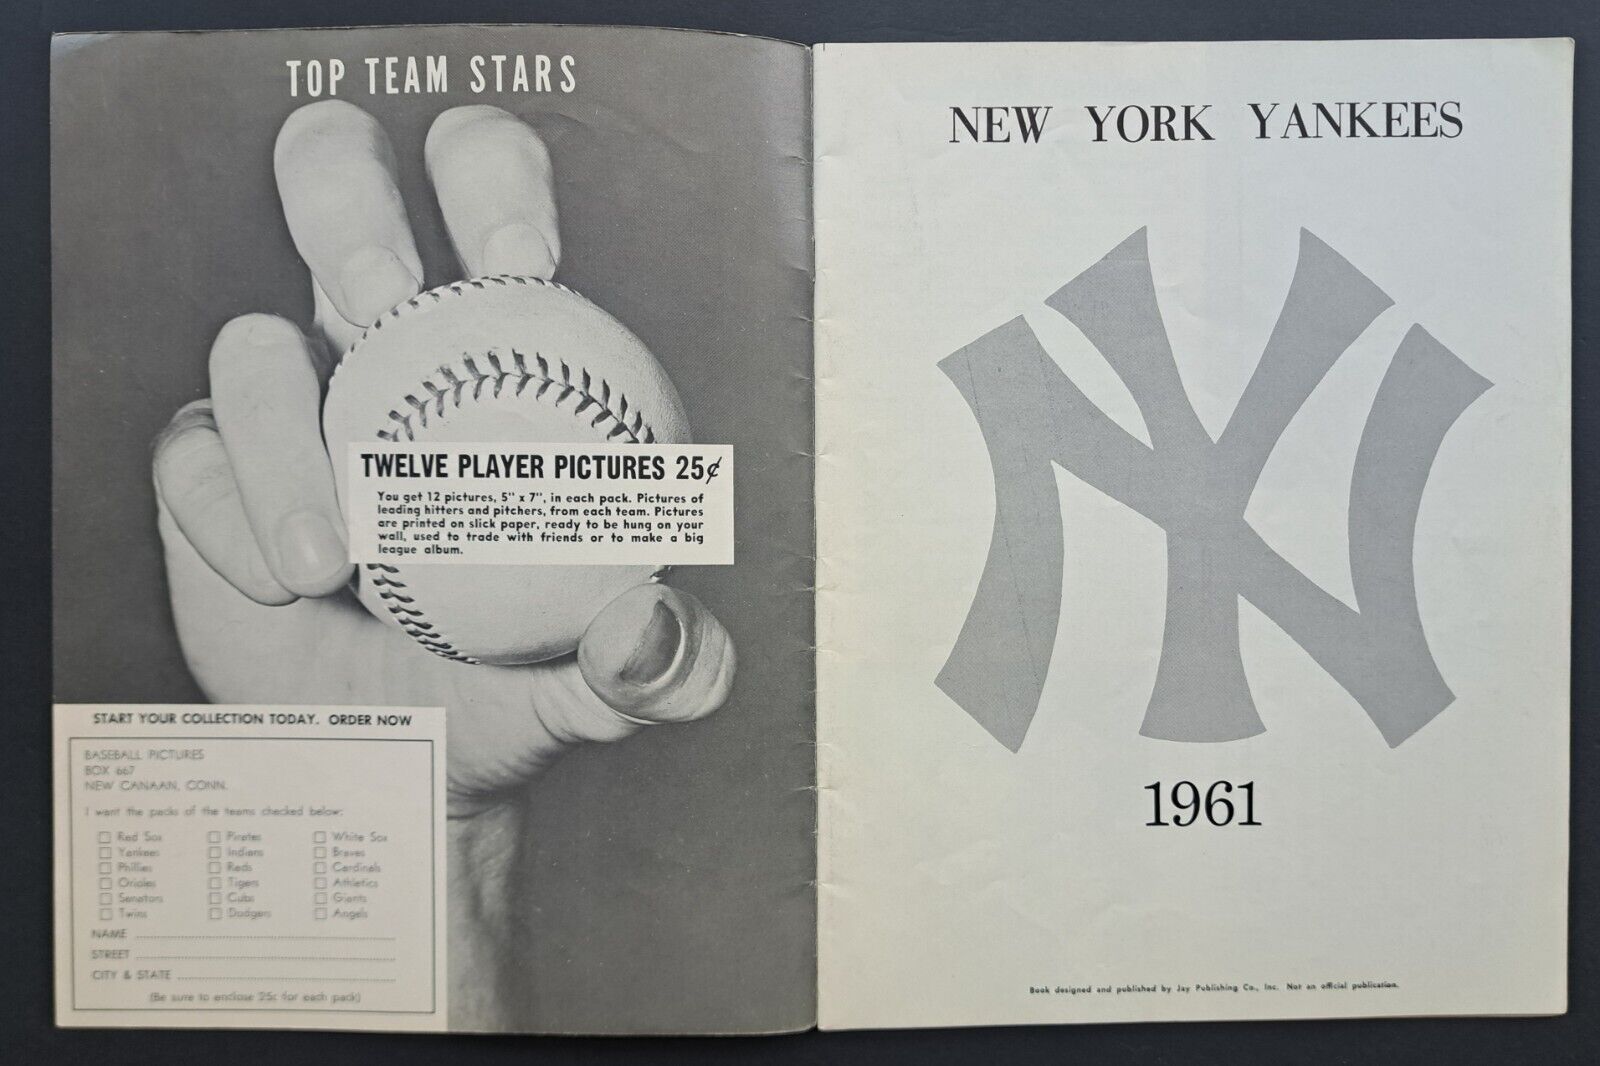 TOP TEAM STARS
TWELVE PLAYER PICTURES 25¢
You get 12 pictures, 5" x 7", in each pack. Pictures of
leading hitters and pitchers, from each team. Pictures
are printed on slick paper, ready to be hung on your
wall, used to trade with friends or to make a big
league album.
START YOUR COLLECTION TODAY. ORDER NOW
BASEBALL PICTURES
BOX 667
NEW CANAAN, CONN.
I want the packs of the teams checked below:
Red Sox Pirates White Sox
Yankees Indians Braves
Phillies Reds Cardinals
Orioles Tigers Athletics
Senators Cubs Giants
Twins Dodgers Angels
NAME
STREET
CITY & STATE
(Be sure to enclose 25c for each pack)
NEW YORK YANKEES
NY
1961
Book designed and published by Jay Publishing Co., Inc. Not an official publication.